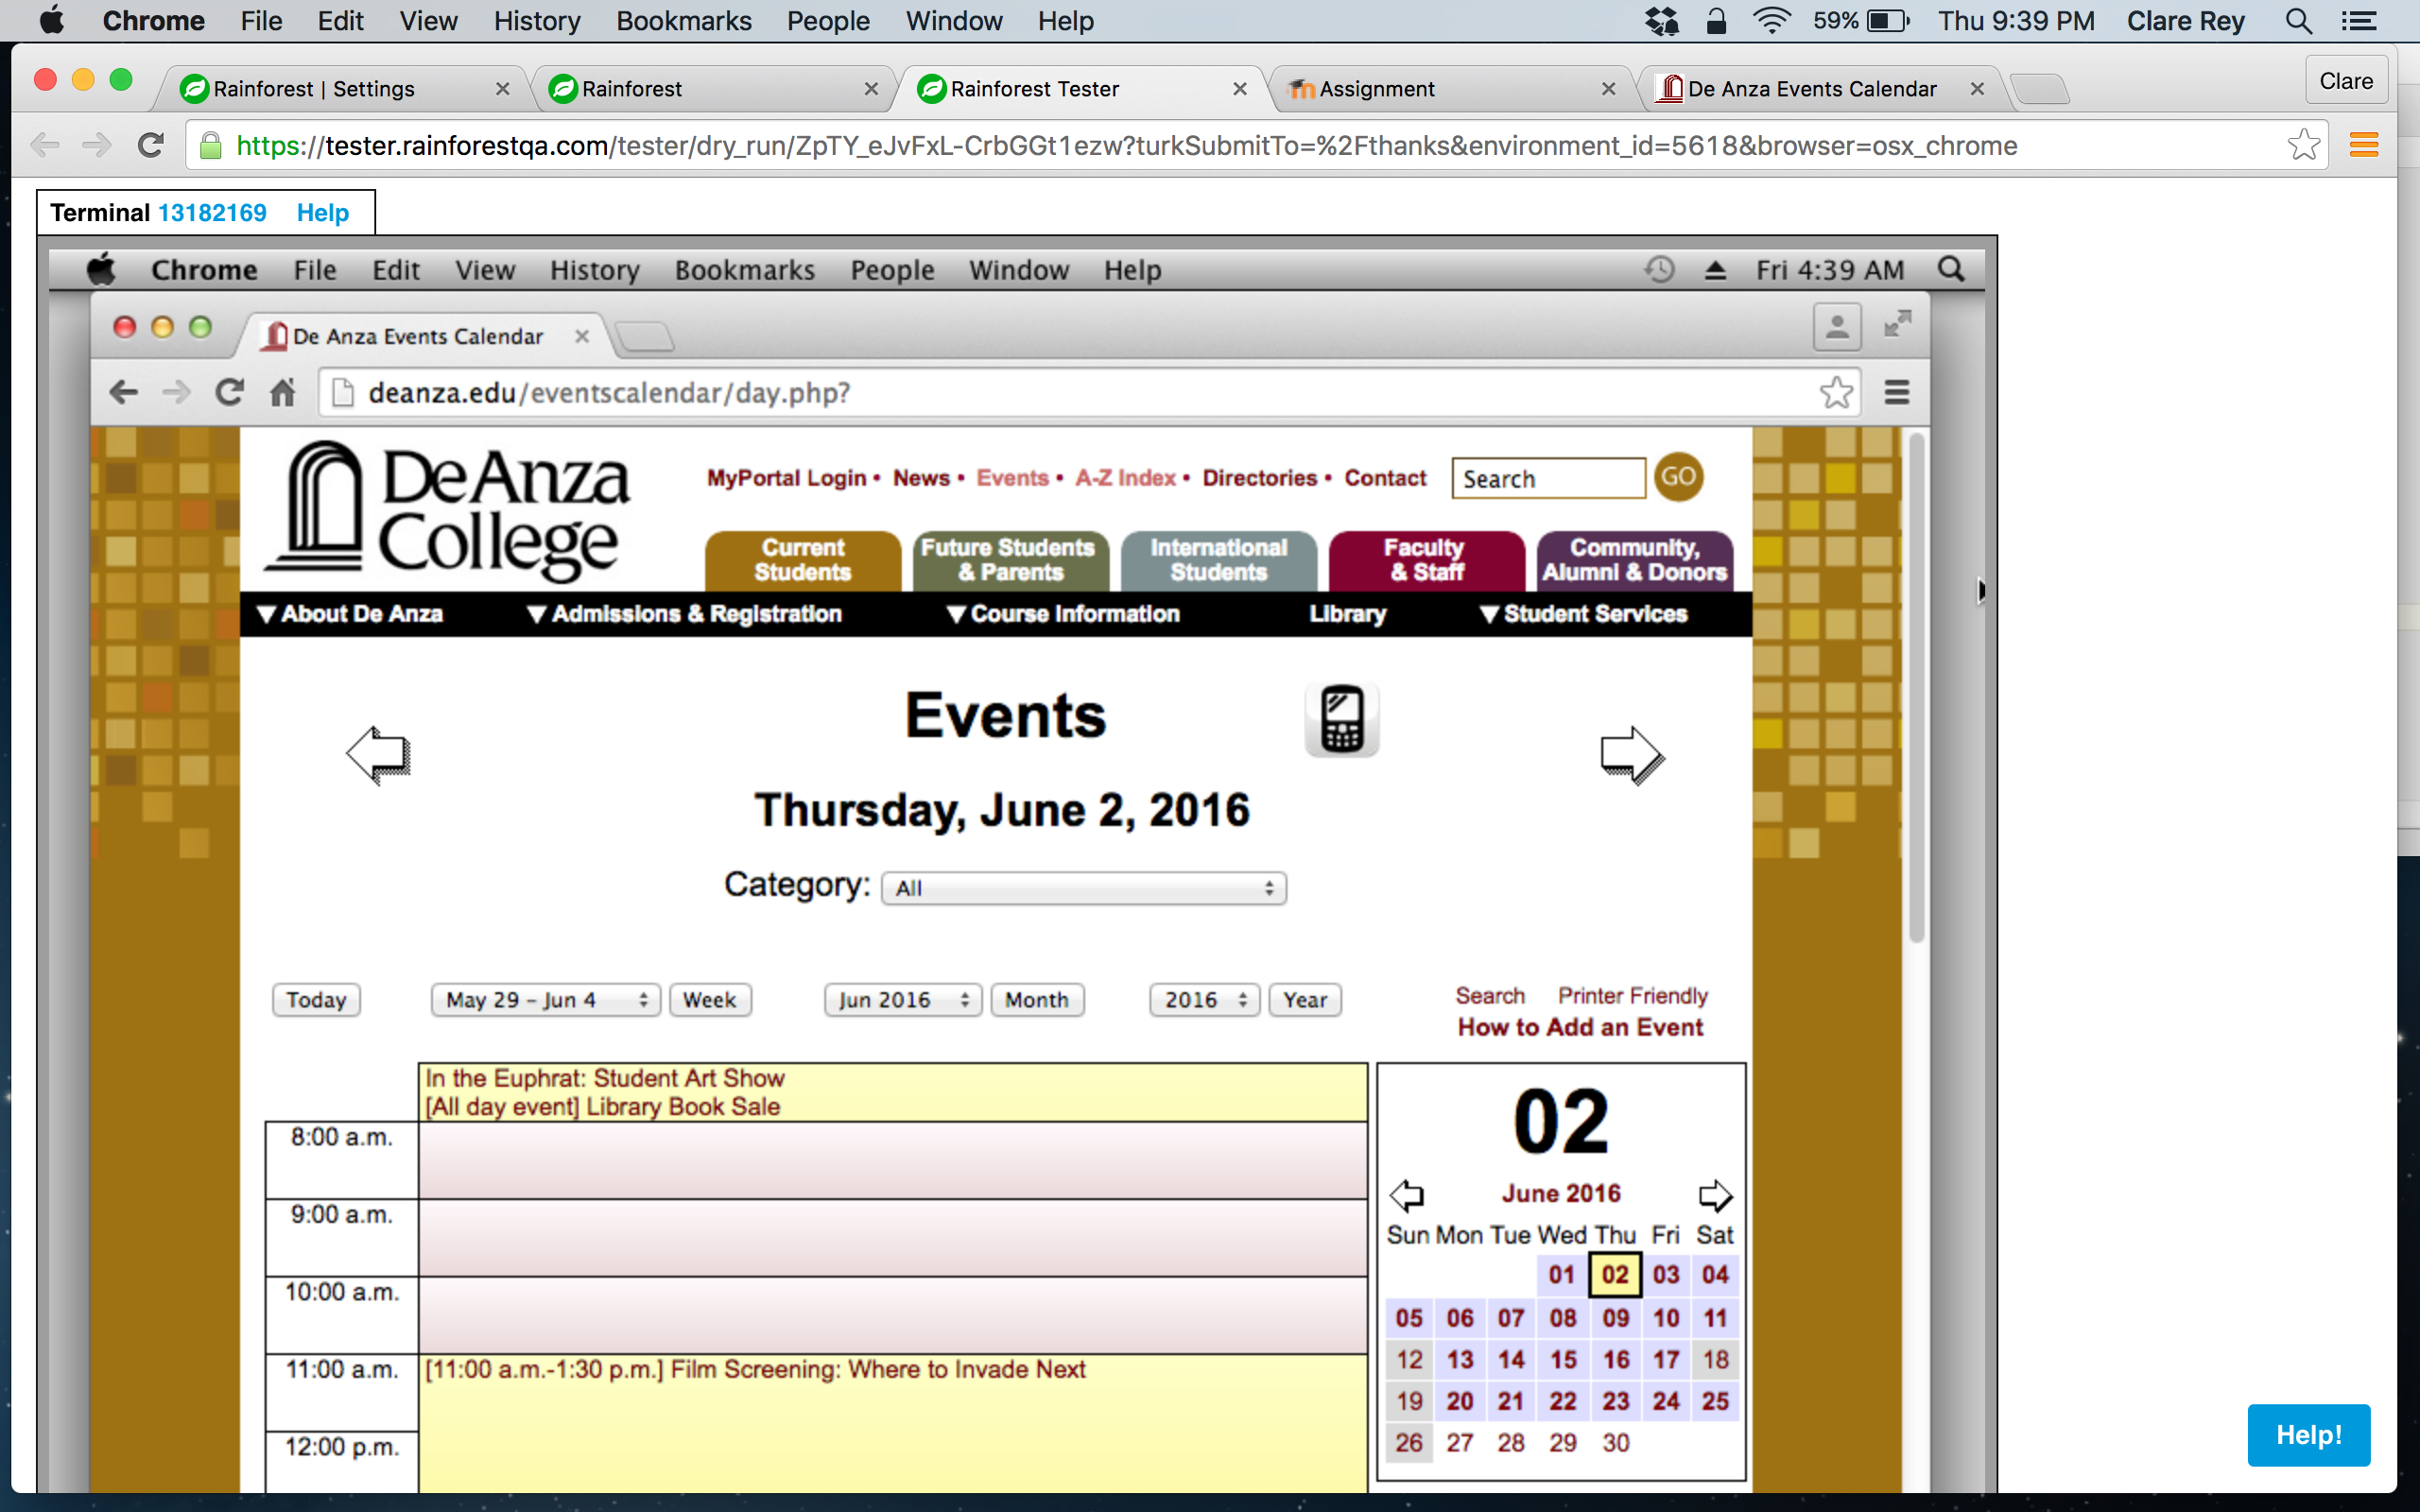 Chrome File Edit View History Bookmarks People Window Help 59% Thu 9:39 PM Clare Rey
Rainforest | Settings Rainforest Rainforest Tester Assignment De Anza Events Calendar Clare
https://tester.rainforestqa.com/tester/dry_run/ZpTY_eJvFxL-CrbGGt1ezw?turkSubmitTo=%2Fthanks&environment_id=5618&browser=osx_chrome
Terminal 13182169 Help
Chrome File Edit View History Bookmarks People Window Help Fri 4:39 AM
De Anza Events Calendar
deanza.edu/eventscalendar/day.php?
De Anza
College
MyPortal Login • News • Events • A-Z Index • Directories • Contact Search GO
Current
Students
Future Students
& Parents
International
Students
Faculty
& Staff
Community,
Alumni & Donors
▼ About De Anza ▼ Admissions & Registration ▼ Course Information Library ▼ Student Services
Events
Thursday, June 2, 2016
Category: All
Today May 29 - Jun 4 Week Jun 2016 Month 2016 Year
Search Printer Friendly
How to Add an Event
In the Euphrat: Student Art Show
[All day event] Library Book Sale
8:00 a.m.
9:00 a.m.
10:00 a.m.
11:00 a.m. [11:00 a.m.-1:30 p.m.] Film Screening: Where to Invade Next
12:00 p.m.
02
June 2016
Sun Mon Tue Wed Thu Fri Sat
01 02 03 04
05 06 07 08 09 10 11
12 13 14 15 16 17 18
19 20 21 22 23 24 25
26 27 28 29 30
Help!